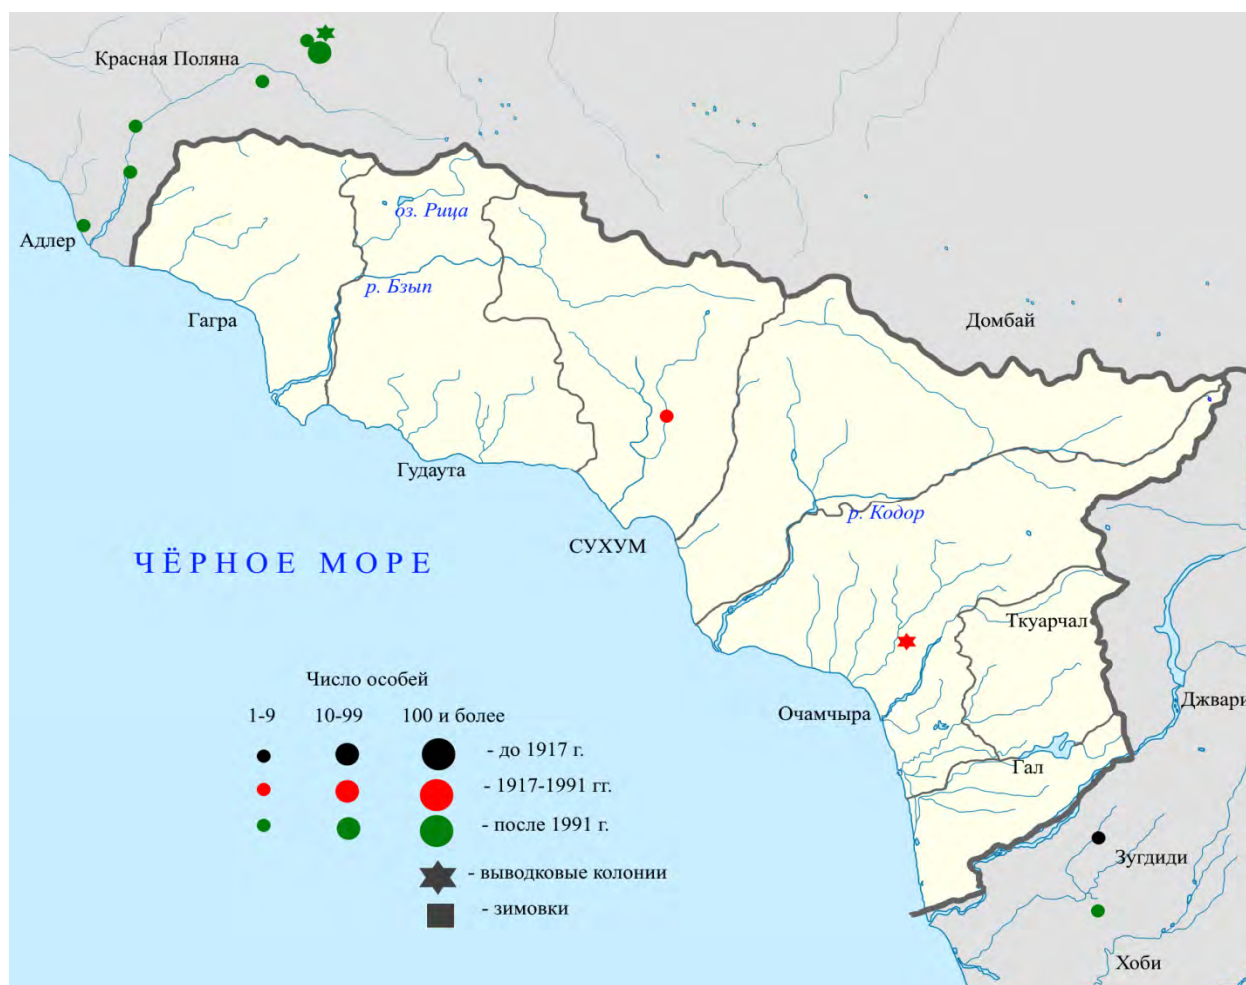 Красная Поляна
оз. Рица
Адлер
р. Бзып
Гагра
Домбай
Гудаута
р. Кодор
СУХУМ
ЧЁРНОЕ МОРЕ
Ткуарчал
Джвари
Очамчыра
Гал
Зугдиди
Хоби
Число особей
1-9 10-99 100 и более
- до 1917 г.
- 1917-1991 гг.
- после 1991 г.
- выводковые колонии
- зимовки